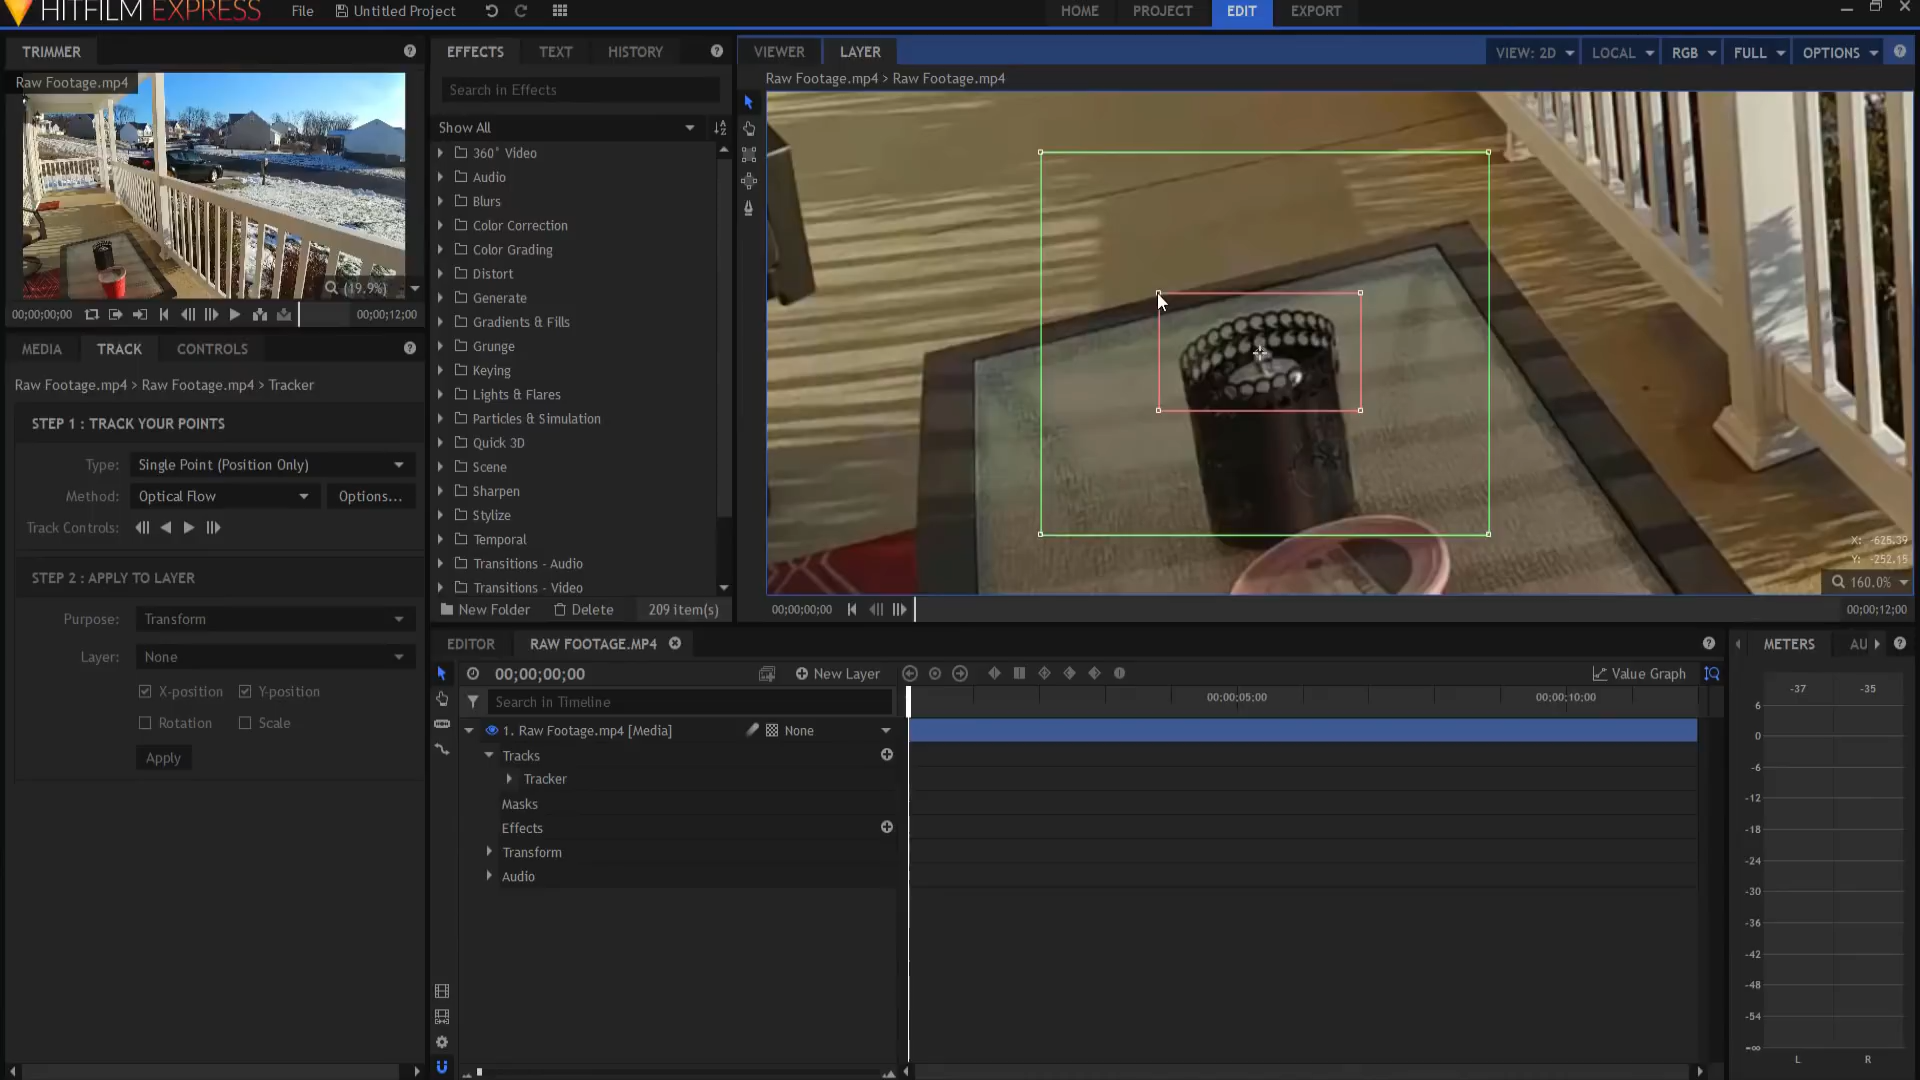 HITFILM EXPRESS
File
Untitled Project
HOME
PROJECT
EDIT
EXPORT
TRIMMER
Raw Footage.mp4
(19.9%)
00;00;00;00
00;00;12;00
MEDIA
TRACK
CONTROLS
Raw Footage.mp4 > Raw Footage.mp4 > Tracker
STEP 1 : TRACK YOUR POINTS
Type:
Single Point (Position Only)
Method:
Optical Flow
Options...
Track Controls:
STEP 2 : APPLY TO LAYER
Purpose:
Transform
Layer:
None
X-position
Y-position
Rotation
Scale
Apply
EFFECTS
TEXT
HISTORY
Search in Effects
Show All
360° Video
Audio
Blurs
Color Correction
Color Grading
Distort
Generate
Gradients & Fills
Grunge
Keying
Lights & Flares
Particles & Simulation
Quick 3D
Scene
Sharpen
Stylize
Temporal
Transitions - Audio
Transitions - Video
New Folder
Delete
209 item(s)
VIEWER
LAYER
VIEW: 2D
LOCAL
RGB
FULL
OPTIONS
Raw Footage.mp4 > Raw Footage.mp4
X: -625.39
Y: -252.15
160.0%
00;00;00;00
00;00;12;00
EDITOR
RAW FOOTAGE.MP4
00;00;00;00
New Layer
Value Graph
Search in Timeline
00;00;05;00
00;00;10;00
1. Raw Footage.mp4 [Media]
None
Tracks
Tracker
Masks
Effects
Transform
Audio
METERS
AU
-37
-35
6
0
-6
-12
-18
-24
-30
-36
-42
-48
-54
-∞
L
R